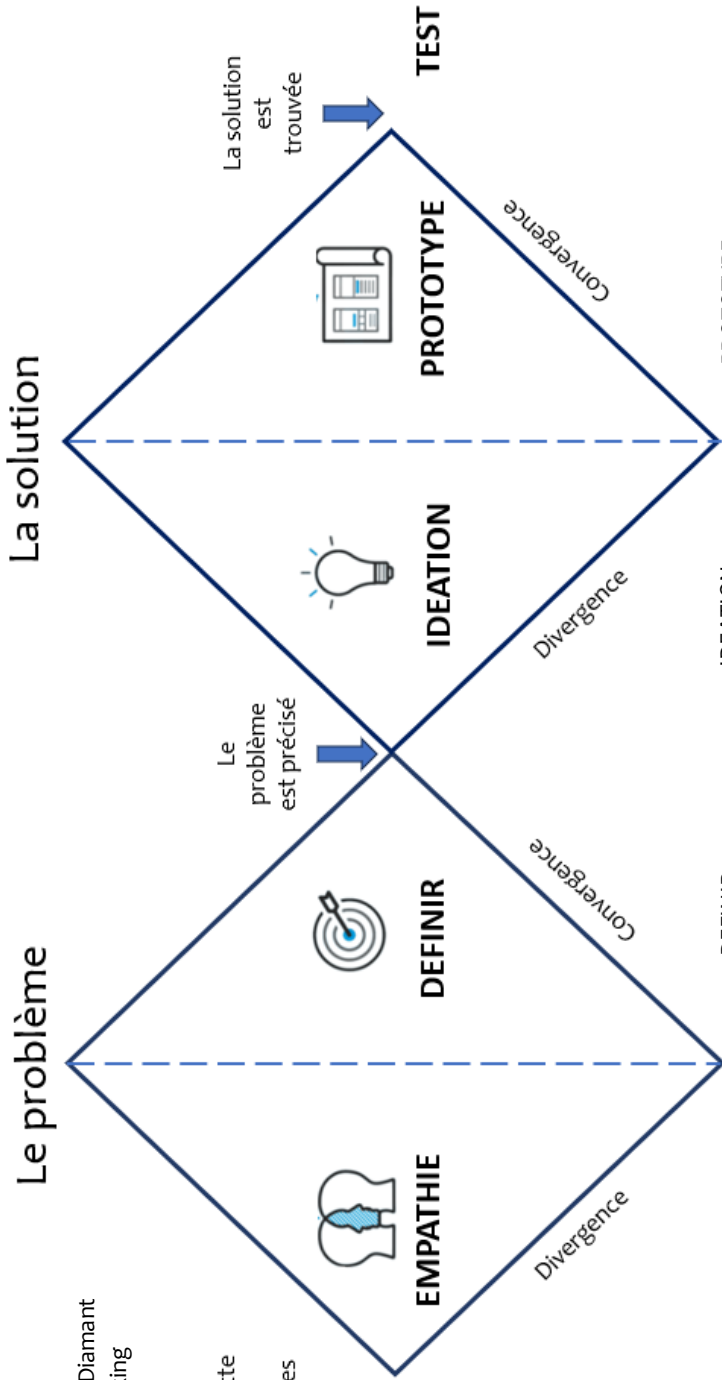 Le problème
La solution
Diamant
Le
problème
est précisé
La solution
est
trouvée
EMPATHIE
DEFINIR
IDEATION
PROTOTYPE
TEST
Divergence
Convergence
Divergence
Convergence